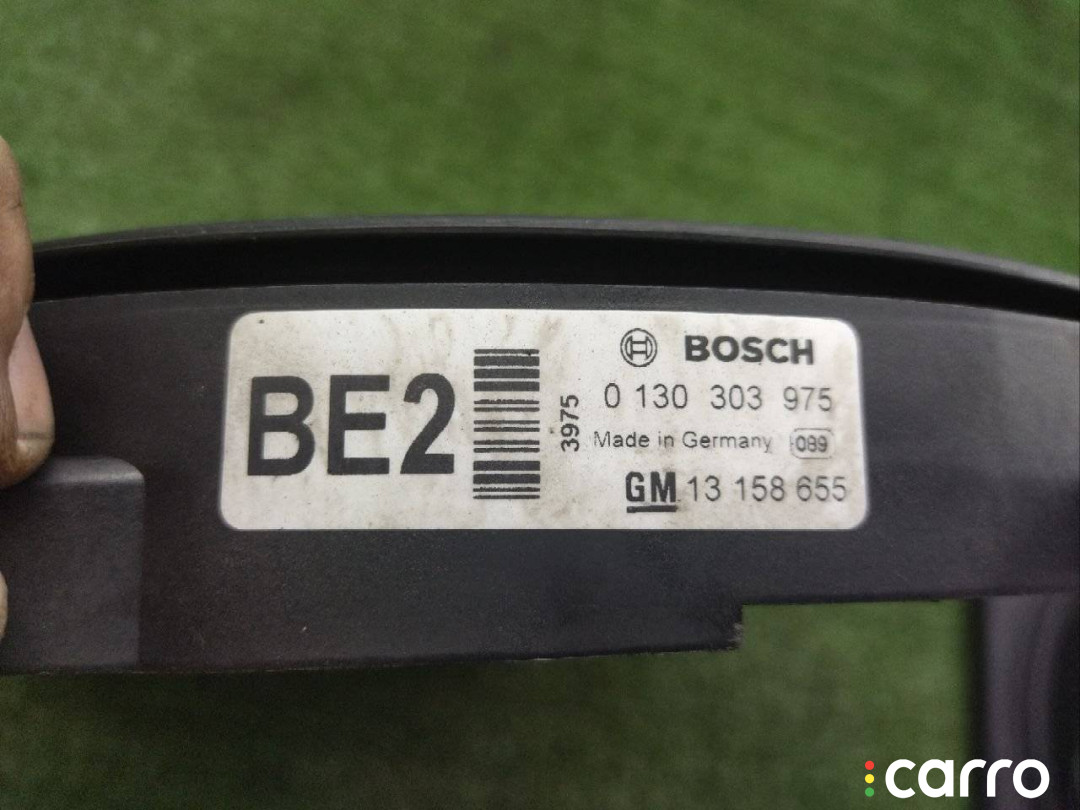 BE2
3975
BOSCH
0 130 303 975
Made in Germany 089
GM 13 158 655
carro